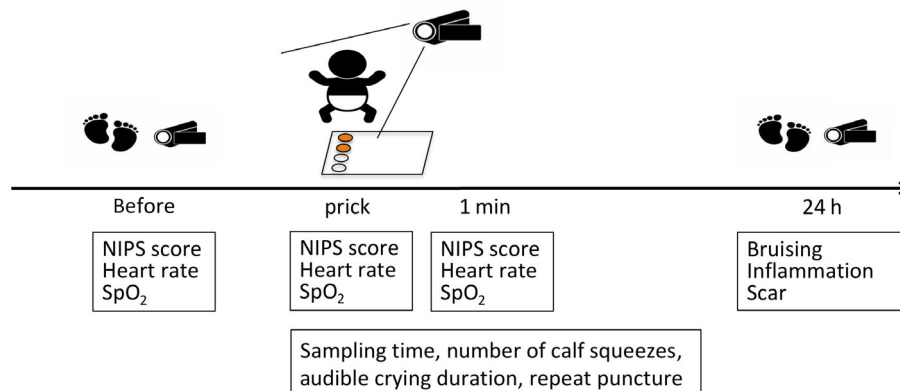 Before
prick
1 min
24 h
NIPS score
Heart rate
SpO₂
NIPS score
Heart rate
SpO₂
NIPS score
Heart rate
SpO₂
Bruising
Inflammation
Scar
Sampling time, number of calf squeezes,
audible crying duration, repeat puncture